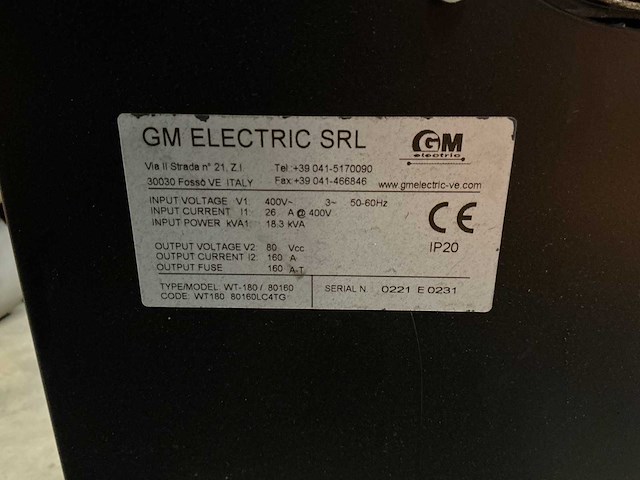 GM ELECTRIC SRL
GM
electric
Via II Strada n° 21, Z.I. Tel.:+39 041-5170090
30030 Fossò VE ITALY Fax:+39 041-466846 www.gmelectric-ve.com
INPUT VOLTAGE V1: 400V~ 3~ 50-60Hz
INPUT CURRENT I1: 26 A @ 400V
INPUT POWER kVA1: 18.3 kVA
CE
OUTPUT VOLTAGE V2: 80 Vcc IP20
OUTPUT CURRENT I2: 160 A
OUTPUT FUSE 160 A-T
TYPE/MODEL: WT-180 / 80160
CODE: WT180 80160LC4TG
SERIAL N. 0221 E 0231